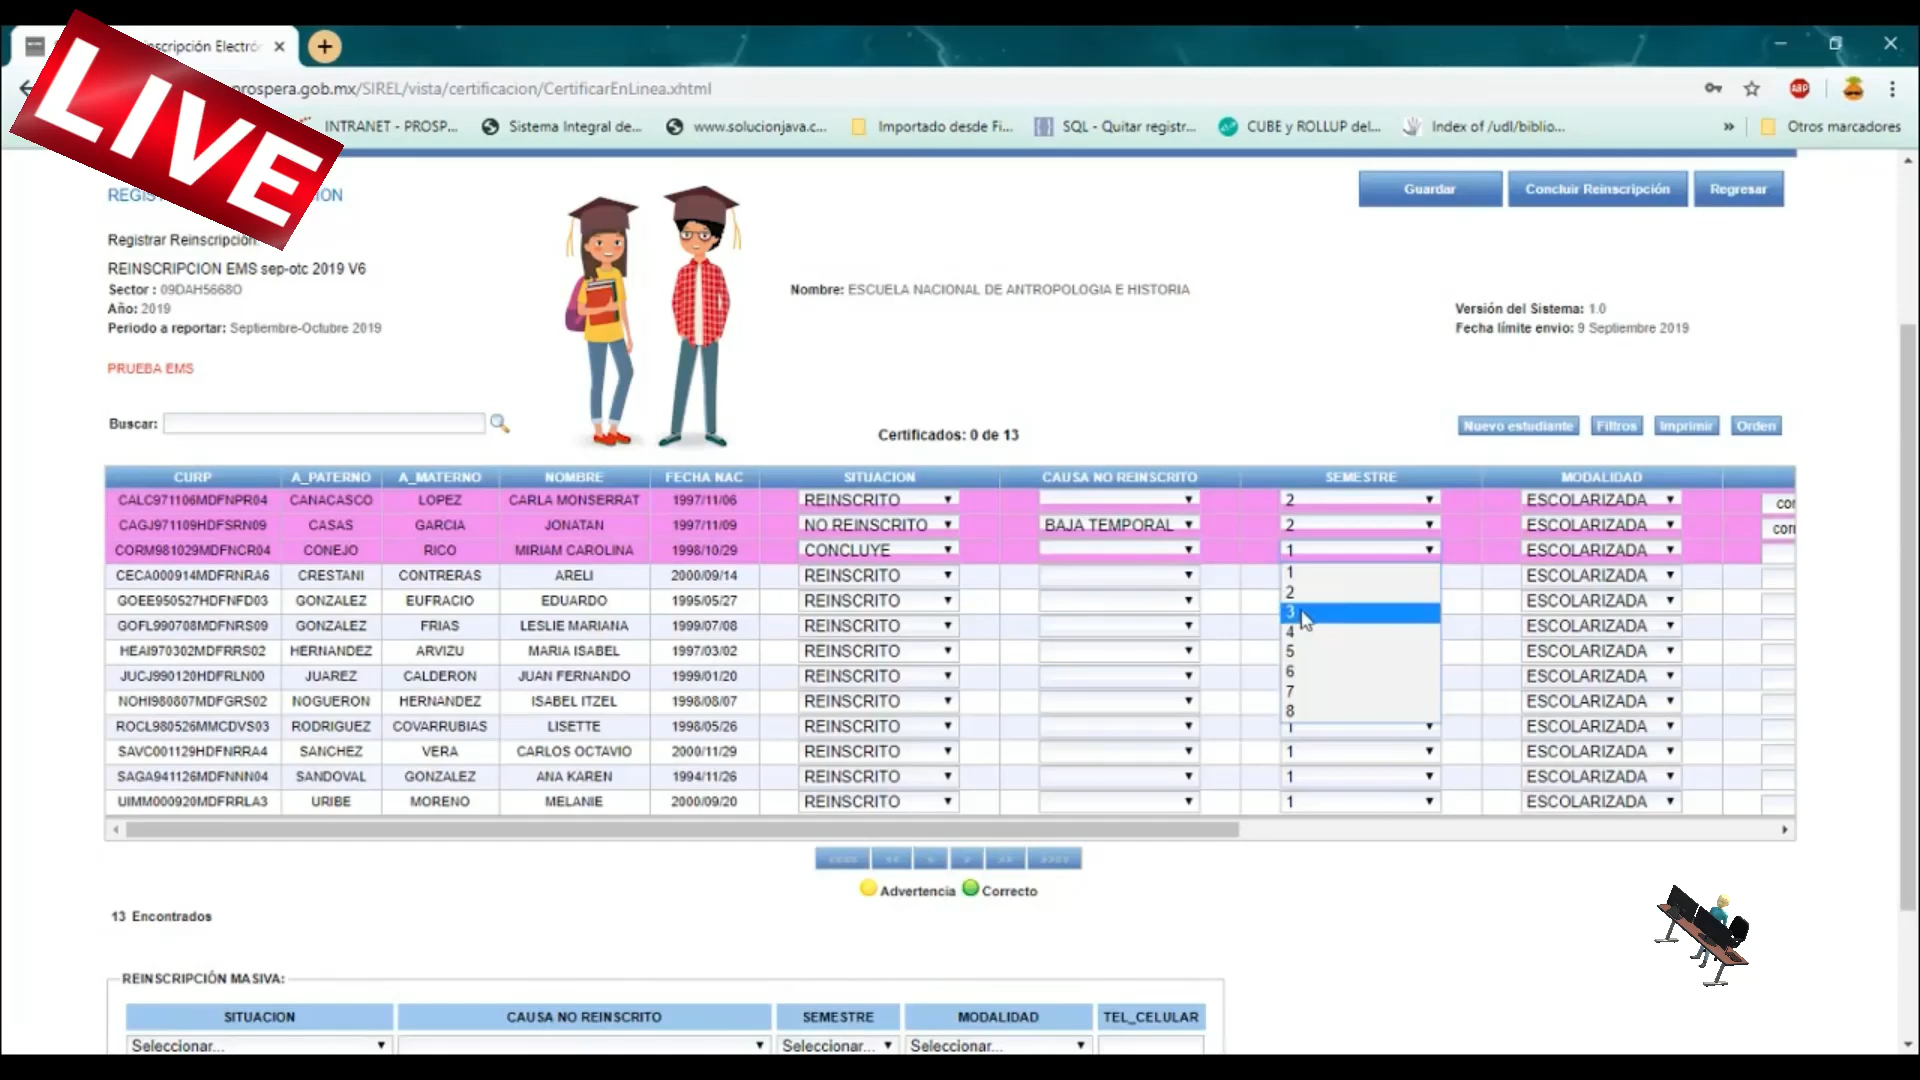 LIVE
nscripción Electró
prospera.gob.mx/SIREL/vista/certificacion/CertificarEnLinea.xhtml
ABP
INTRANET - PROSP... Sistema Integral de... www.solucionjava.c... Importado desde Fi... SQL - Quitar registr... CUBE y ROLLUP del... Index of /udl/biblio... » Otros marcadores
Guardar Concluir Reinscripción Regresar
Registrar Reinscripción
REINSCRIPCION EMS sep-otc 2019 V6
Sector : 09DAH5668O
Año: 2019
Periodo a reportar: Septiembre-Octubre 2019
Nombre: ESCUELA NACIONAL DE ANTROPOLOGIA E HISTORIA
Versión del Sistema: 1.0
Fecha límite envio: 9 Septiembre 2019
PRUEBA EMS
Buscar:
Certificados: 0 de 13
Nuevo estudiante Filtros Imprimir Orden
CURP A_PATERNO A_MATERNO NOMBRE FECHA NAC SITUACION CAUSA NO REINSCRITO SEMESTRE MODALIDAD
CALC971106MDFNPR04 CANACASCO LOPEZ CARLA MONSERRAT 1997/11/06 REINSCRITO 2 ESCOLARIZADA cor
CAGJ971109HDFSRN09 CASAS GARCIA JONATAN 1997/11/09 NO REINSCRITO BAJA TEMPORAL 2 ESCOLARIZADA con
CORM981029MDFNCR04 CONEJO RICO MIRIAM CAROLINA 1998/10/29 CONCLUYE 1 ESCOLARIZADA
CECA000914MDFRNRA6 CRESTANI CONTRERAS ARELI 2000/09/14 REINSCRITO ESCOLARIZADA
GOEE950527HDFNFD03 GONZALEZ EUFRACIO EDUARDO 1995/05/27 REINSCRITO ESCOLARIZADA
GOFL990708MDFNRS09 GONZALEZ FRIAS LESLIE MARIANA 1999/07/08 REINSCRITO ESCOLARIZADA
HEAI970302MDFRRS02 HERNANDEZ ARVIZU MARIA ISABEL 1997/03/02 REINSCRITO ESCOLARIZADA
JUCJ990120HDFRLN00 JUAREZ CALDERON JUAN FERNANDO 1999/01/20 REINSCRITO ESCOLARIZADA
NOHI980807MDFGRS02 NOGUERON HERNANDEZ ISABEL ITZEL 1998/08/07 REINSCRITO ESCOLARIZADA
ROCL980526MMCDVS03 RODRIGUEZ COVARRUBIAS LISETTE 1998/05/26 REINSCRITO 1 ESCOLARIZADA
SAVC001129HDFNRRA4 SANCHEZ VERA CARLOS OCTAVIO 2000/11/29 REINSCRITO 1 ESCOLARIZADA
SAGA941126MDFNNN04 SANDOVAL GONZALEZ ANA KAREN 1994/11/26 REINSCRITO 1 ESCOLARIZADA
UIMM000920MDFRRLA3 URIBE MORENO MELANIE 2000/09/20 REINSCRITO 1 ESCOLARIZADA
1
2
3
4
5
6
7
8
Advertencia Correcto
13 Encontrados
REINSCRIPCIÓN MASIVA:
SITUACION CAUSA NO REINSCRITO SEMESTRE MODALIDAD TEL_CELULAR
Seleccionar... Seleccionar... Seleccionar...